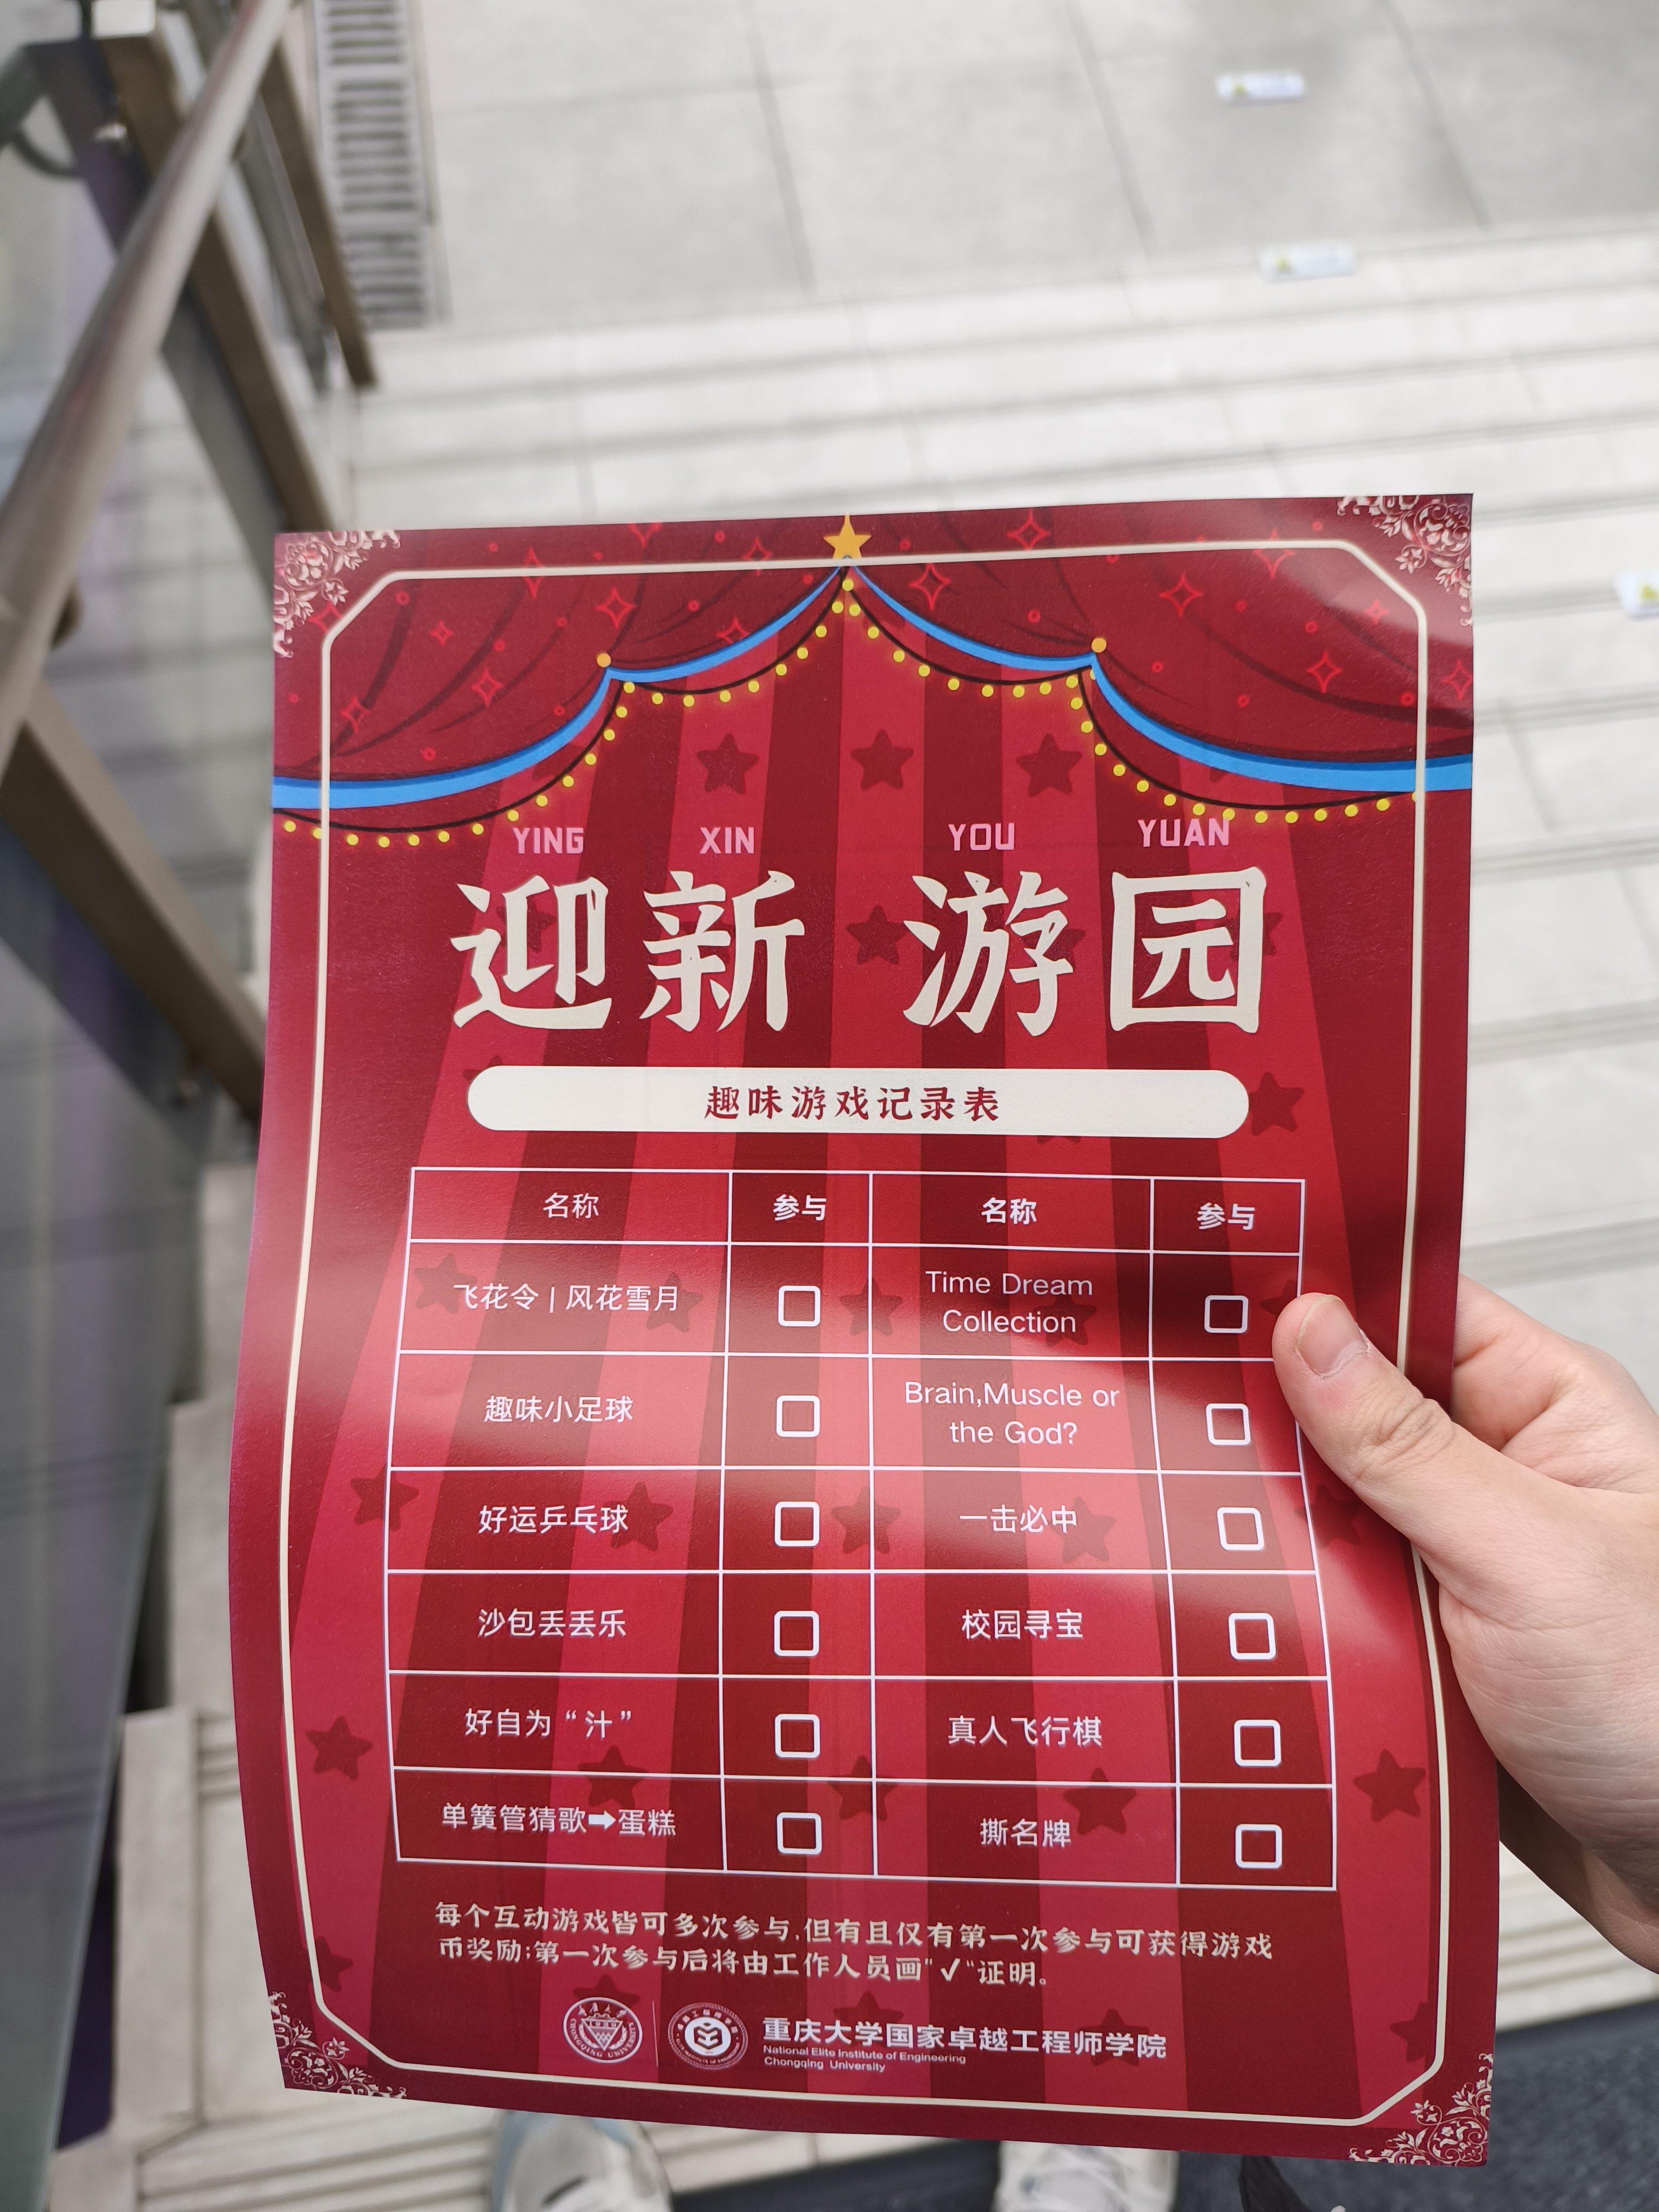 YING XIN YOU YUAN
迎新 游园
趣味游戏记录表
名称 参与 名称 参与
飞花令 | 风花雪月
Time Dream
Collection
趣味小足球
Brain,Muscle or
the God?
好运乒乓球
一击必中
沙包丢丢乐
校园寻宝
好自为“汁”
真人飞行棋
单簧管猜歌➡蛋糕
撕名牌
每个互动游戏皆可多次参与,但有且仅有第一次参与可获得游戏
币奖励;第一次参与后将由工作人员画"√"证明。
重庆大学
CHONGQING UNIVERSITY
重庆大学国家卓越工程师学院
National Elite Institute of Engineering
Chongqing University